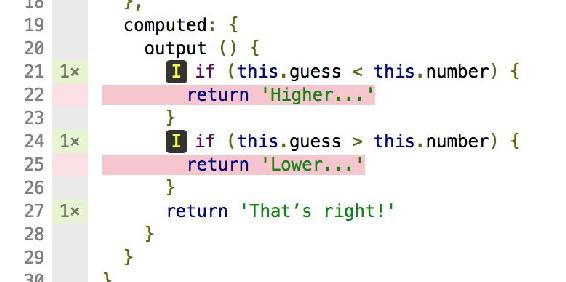 18 },
19 computed: {
20 output () {
21 1× I if (this.guess < this.number) {
22 return 'Higher...'
23 }
24 1× I if (this.guess > this.number) {
25 return 'Lower...'
26 }
27 1× return 'That’s right!'
28 }
29 }
30 }